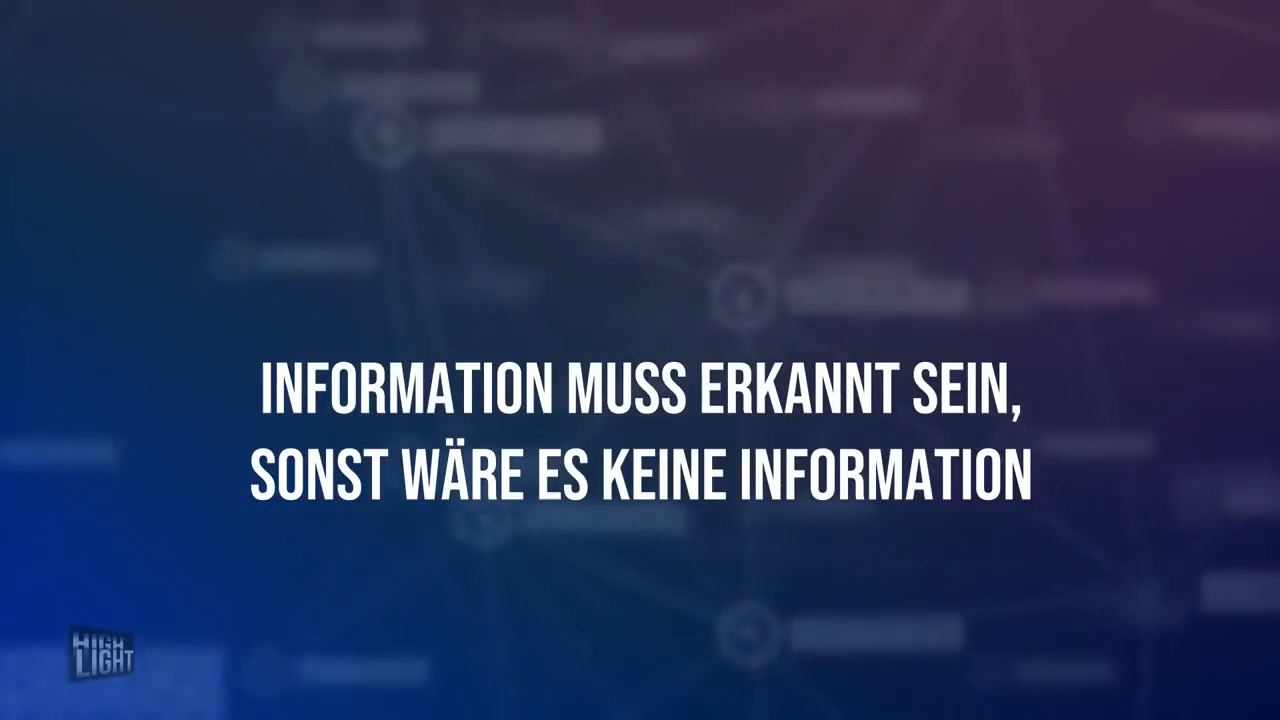 INFORMATION MUSS ERKANNT SEIN,
SONST WÄRE ES KEINE INFORMATION
HIGH
LIGHT